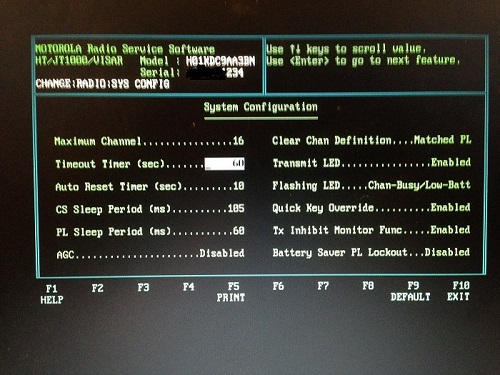 MOTOROLA Radio Service Software
HT/JT1000/VISAR Model : H01KDC9AA3BN
Serial: '234
CHANGE:RADIO:SYS CONFIG
Use ↑↓ keys to scroll value.
Use <Enter> to go to next feature.
System Configuration
Maximum Channel...............16
Timeout Timer (sec).......60
Auto Reset Timer (sec).........10
CS Sleep Period (ms)..........105
PL Sleep Period (ms)...........60
AGC......................Disabled
Clear Chan Definition....Matched PL
Transmit LED................Enabled
Flashing LED.....Chan-Busy/Low-Batt
Quick Key Override..........Enabled
Tx Inhibit Monitor Func.....Enabled
Battery Saver PL Lockout...Disabled
F1 F2 F3 F4 F5 F6 F7 F8 F9 F10
HELP PRINT DEFAULT EXIT